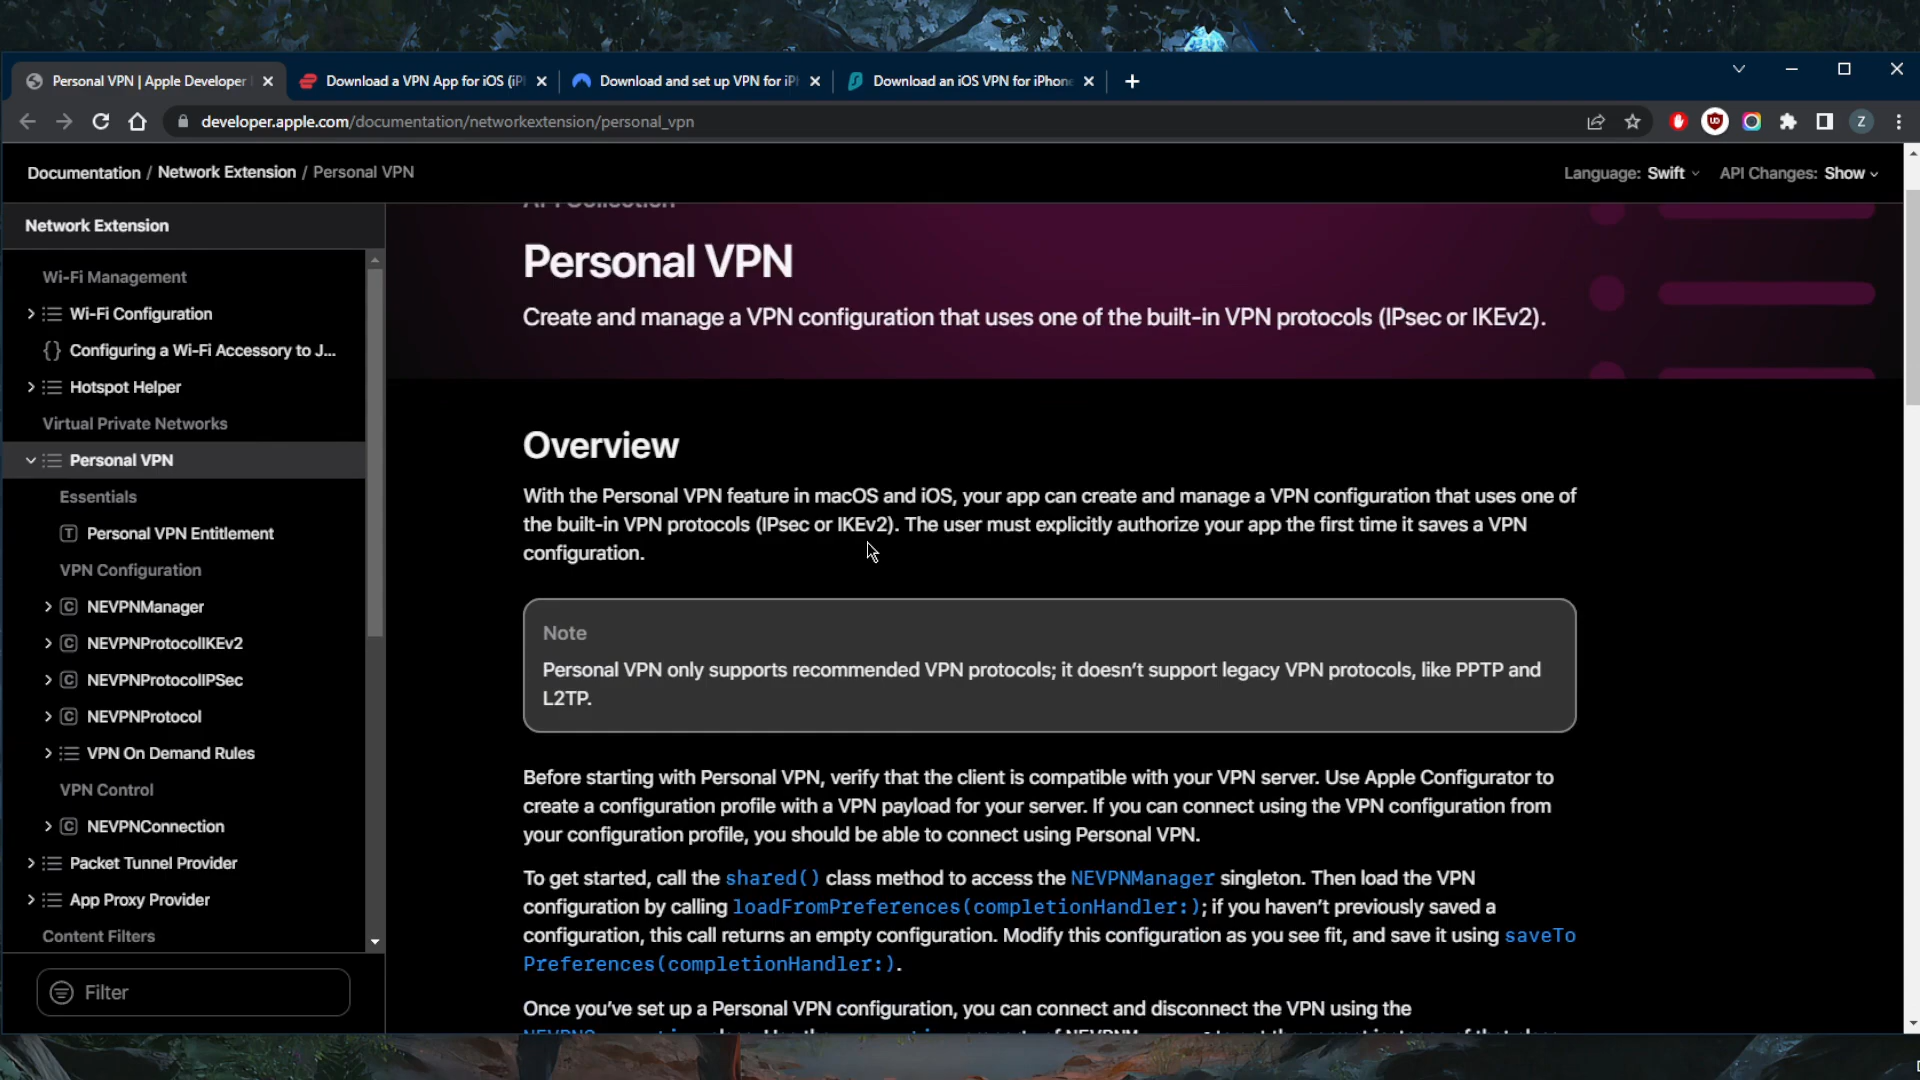 Personal VPN | Apple Developer
Download a VPN App for iOS (iP
Download and set up VPN for iP
Download an iOS VPN for iPhone
developer.apple.com/documentation/networkextension/personal_vpn
Z
Documentation / Network Extension / Personal VPN
Language: Swift
API Changes: Show
Network Extension
Wi-Fi Management
Wi-Fi Configuration
{} Configuring a Wi-Fi Accessory to J...
Hotspot Helper
Virtual Private Networks
Personal VPN
Essentials
T Personal VPN Entitlement
VPN Configuration
C NEVPNManager
C NEVPNProtocolIKEv2
C NEVPNProtocolIPSec
C NEVPNProtocol
VPN On Demand Rules
VPN Control
C NEVPNConnection
Packet Tunnel Provider
App Proxy Provider
Content Filters
Filter
API Collection
Personal VPN
Create and manage a VPN configuration that uses one of the built-in VPN protocols (IPsec or IKEv2).
Overview
With the Personal VPN feature in macOS and iOS, your app can create and manage a VPN configuration that uses one of
the built-in VPN protocols (IPsec or IKEv2). The user must explicitly authorize your app the first time it saves a VPN
configuration.
Note
Personal VPN only supports recommended VPN protocols; it doesn’t support legacy VPN protocols, like PPTP and
L2TP.
Before starting with Personal VPN, verify that the client is compatible with your VPN server. Use Apple Configurator to
create a configuration profile with a VPN payload for your server. If you can connect using the VPN configuration from
your configuration profile, you should be able to connect using Personal VPN.
To get started, call the shared() class method to access the NEVPNManager singleton. Then load the VPN
configuration by calling loadFromPreferences(completionHandler:); if you haven’t previously saved a
configuration, this call returns an empty configuration. Modify this configuration as you see fit, and save it using saveTo
Preferences(completionHandler:).
Once you’ve set up a Personal VPN configuration, you can connect and disconnect the VPN using the